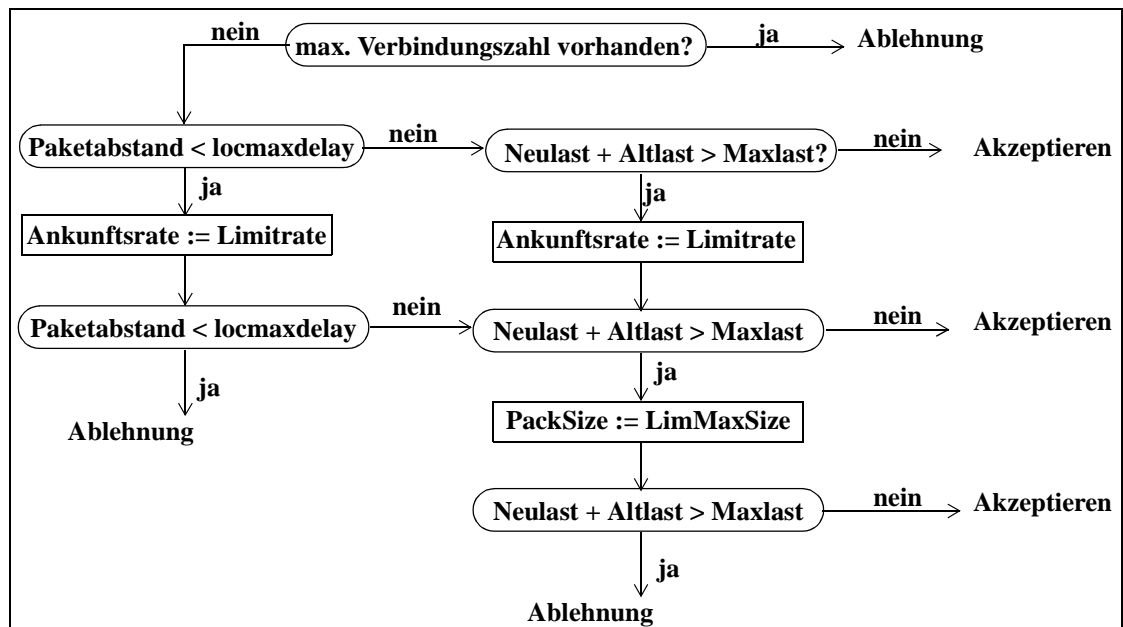 nein
max. Verbindungszahl vorhanden?
ja
Ablehnung
Paketabstand < locmaxdelay
nein
Neulast + Altlast > Maxlast?
nein
Akzeptieren
ja
ja
Ankunftsrate := Limitrate
Ankunftsrate := Limitrate
Paketabstand < locmaxdelay
nein
Neulast + Altlast > Maxlast
nein
Akzeptieren
ja
ja
Ablehnung
PackSize := LimMaxSize
Neulast + Altlast > Maxlast
nein
Akzeptieren
ja
Ablehnung